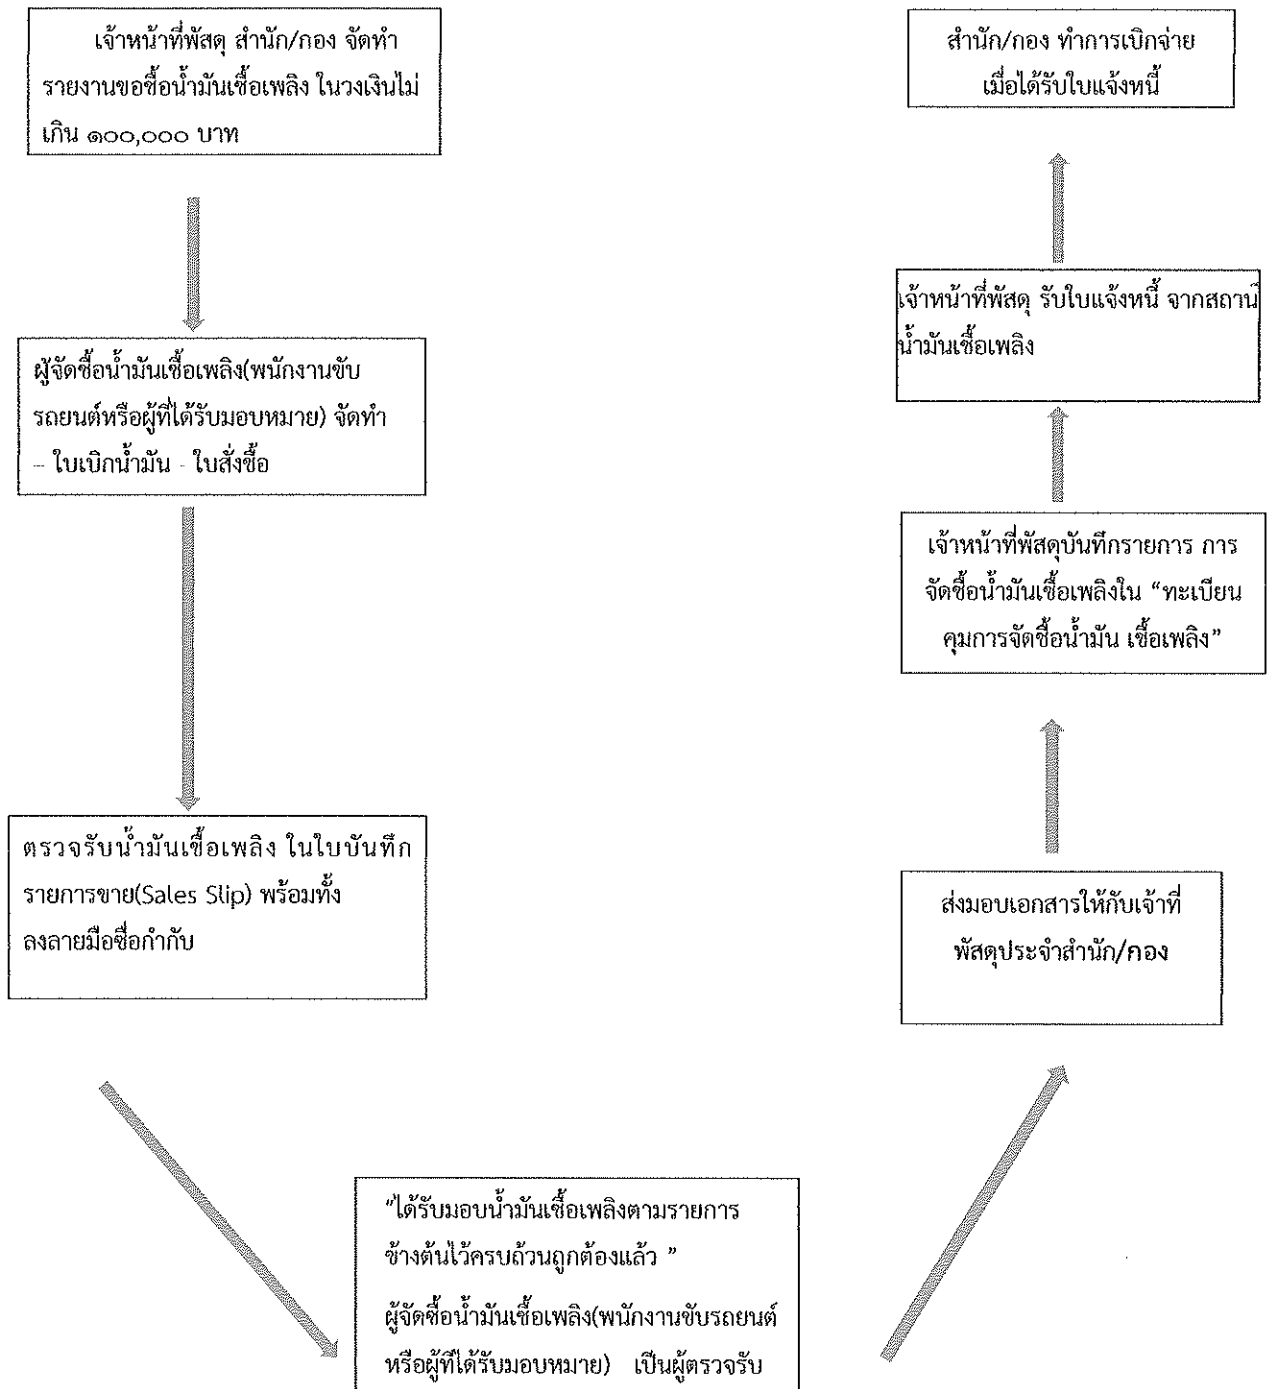 เจ้าหน้าที่พัสดุ สำนัก/กอง จัดทำ
รายงานขอซื้อน้ำมันเชื้อเพลิง ในวงเงินไม่
เกิน ๑๐๐,๐๐๐ บาท
ผู้จัดซื้อน้ำมันเชื้อเพลิง(พนักงานขับ
รถยนต์หรือผู้ที่ได้รับมอบหมาย) จัดทำ
– ใบเบิกน้ำมัน - ใบสั่งซื้อ
ตรวจรับน้ำมันเชื้อเพลิง ในใบบันทึก
รายการขาย(Sales Slip) พร้อมทั้ง
ลงลายมือชื่อกำกับ
"ได้รับมอบน้ำมันเชื้อเพลิงตามรายการ
ข้างต้นไว้ครบถ้วนถูกต้องแล้ว "
ผู้จัดซื้อน้ำมันเชื้อเพลิง(พนักงานขับรถยนต์
หรือผู้ที่ได้รับมอบหมาย) เป็นผู้ตรวจรับ
ส่งมอบเอกสารให้กับเจ้าที่
พัสดุประจำสำนัก/กอง
เจ้าหน้าที่พัสดุบันทึกรายการ การ
จัดซื้อน้ำมันเชื้อเพลิงใน “ทะเบียน
คุมการจัดซื้อน้ำมัน เชื้อเพลิง”
เจ้าหน้าที่พัสดุ รับใบแจ้งหนี้ จากสถานี
น้ำมันเชื้อเพลิง
สำนัก/กอง ทำการเบิกจ่าย
เมื่อได้รับใบแจ้งหนี้